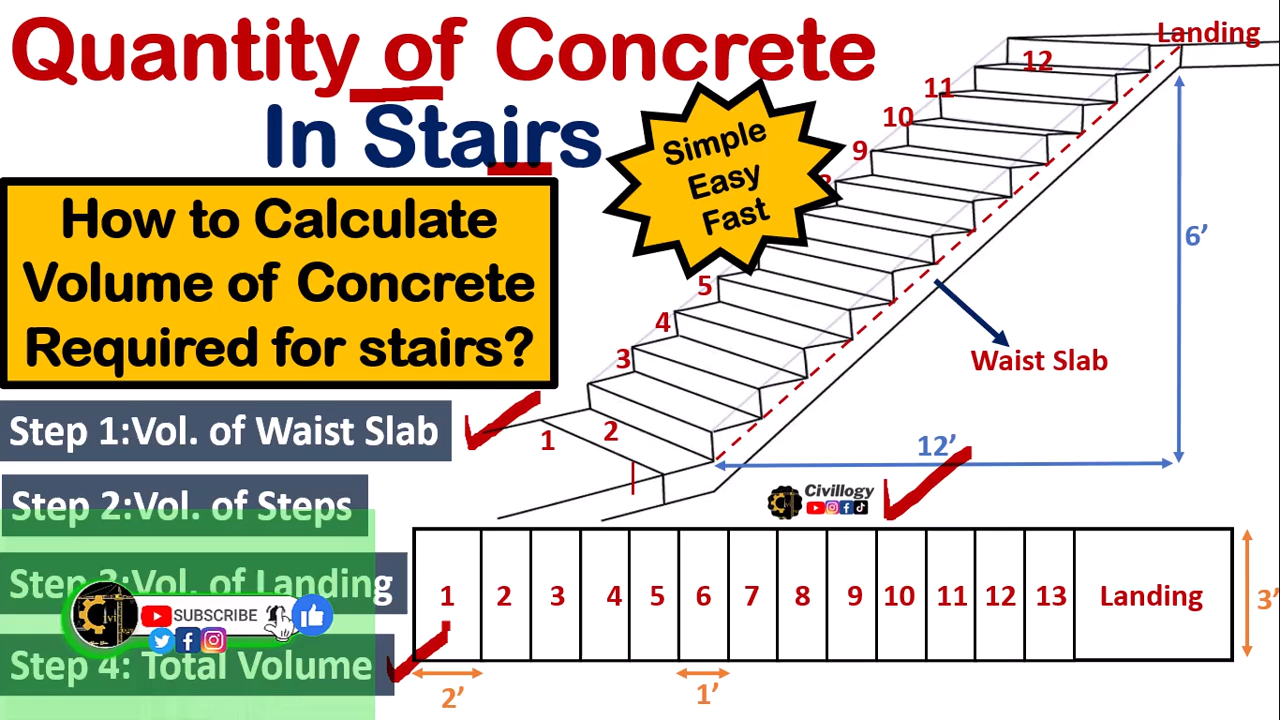 Quantity of Concrete
In Stairs
Simple
Easy
Fast
How to Calculate
Volume of Concrete
Required for stairs?
Step 1:Vol. of Waist Slab
Step 2:Vol. of Steps
Step 3:Vol. of Landing
SUBSCRIBE
Step 4: Total Volume
Landing
12
11
10
9
8
5
4
3
2
1
6’
Waist Slab
12’
Civillogy
1 2 3 4 5 6 7 8 9 10 11 12 13 Landing
3’
2’
1’